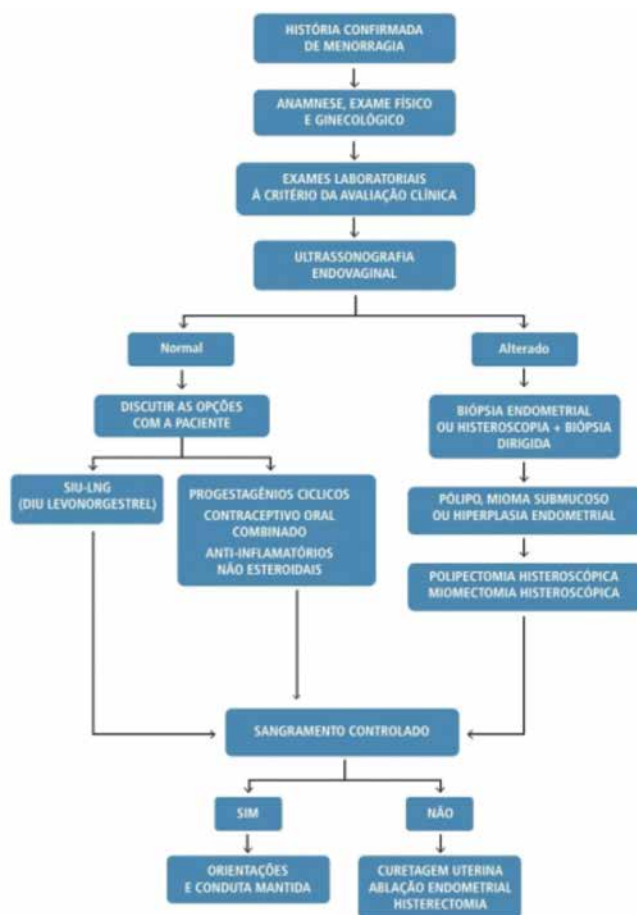 HISTÓRIA CONFIRMADA
DE MENORRAGIA
ANAMNESE, EXAME FÍSICO
E GINECOLÓGICO
EXAMES LABORATORIAIS
À CRITÉRIO DA AVALIAÇÃO CLÍNICA
ULTRASSONOGRAFIA
ENDOVAGINAL
Normal
Alterado
DISCUTIR AS OPÇÕES
COM A PACIENTE
BIÓPSIA ENDOMETRIAL
OU HISTEROSCOPIA + BIÓPSIA
DIRIGIDA
SIU-LNG
(DIU LEVONORGESTREL)
PROGESTAGÊNIOS CICLICOS
CONTRACEPTIVO ORAL
COMBINADO
ANTI-INFLAMATÓRIOS
NÃO ESTEROIDAIS
PÓLIPO, MIOMA SUBMUCOSO
OU HIPERPLASIA ENDOMETRIAL
POLIPECTOMIA HISTEROSCÓPICA
MIOMECTOMIA HISTEROSCÓPICA
SANGRAMENTO CONTROLADO
SIM
NÃO
ORIENTAÇÕES
E CONDUTA MANTIDA
CURETAGEM UTERINA
ABLAÇÃO ENDOMETRIAL
HISTERECTOMIA